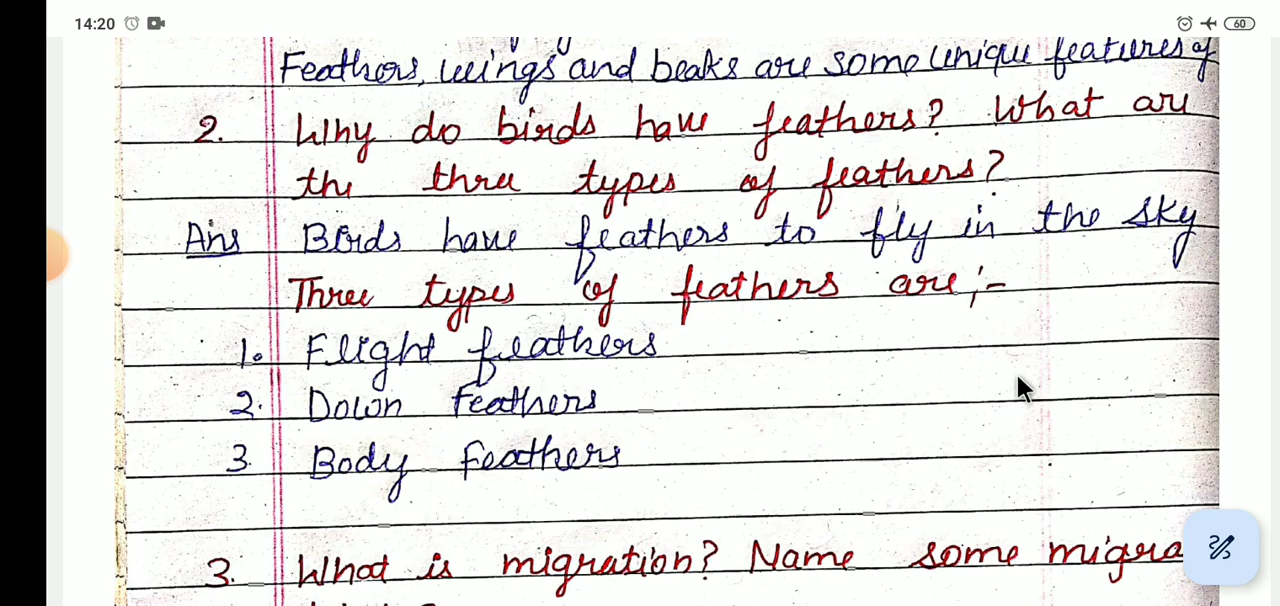 14:20
60
Feathers, wings and beaks are some unique features of
2. Why do birds have feathers? What are
the three types of feathers?
Ans Birds have feathers to fly in the sky
Three types of feathers are;-
1. Flight feathers
2. Down Feathers
3. Body Feathers
3. What is migration? Name some migra